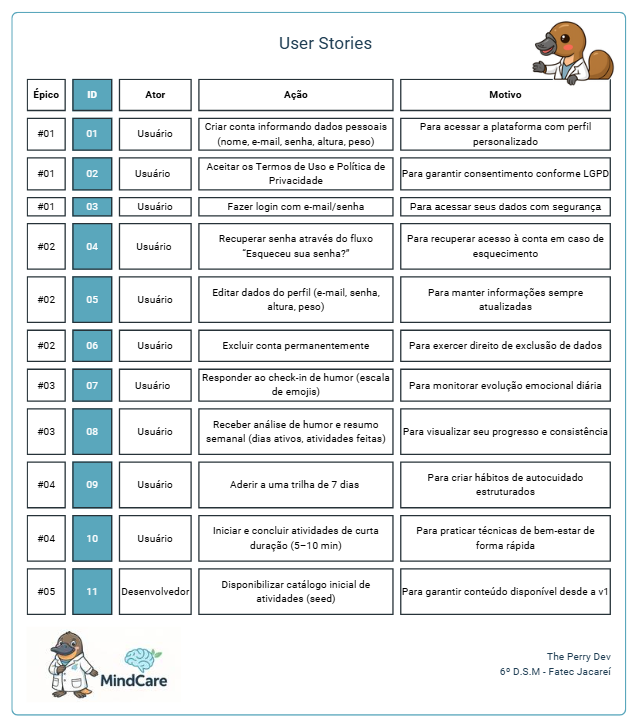 User Stories
Épico ID Ator Ação Motivo
#01 01 Usuário Criar conta informando dados pessoais
(nome, e-mail, senha, altura, peso) Para acessar a plataforma com perfil
personalizado
#01 02 Usuário Aceitar os Termos de Uso e Política de
Privacidade Para garantir consentimento conforme LGPD
#01 03 Usuário Fazer login com e-mail/senha Para acessar seus dados com segurança
#02 04 Usuário Recuperar senha através do fluxo
"Esqueceu sua senha?" Para recuperar acesso à conta em caso de
esquecimento
#02 05 Usuário Editar dados do perfil (e-mail, senha,
altura, peso) Para manter informações sempre
atualizadas
#02 06 Usuário Excluir conta permanentemente Para exercer direito de exclusão de dados
#03 07 Usuário Responder ao check-in de humor (escala
de emojis) Para monitorar evolução emocional diária
#03 08 Usuário Receber análise de humor e resumo
semanal (dias ativos, atividades feitas) Para visualizar seu progresso e consistência
#04 09 Usuário Aderir a uma trilha de 7 dias Para criar hábitos de autocuidado
estruturados
#04 10 Usuário Iniciar e concluir atividades de curta
duração (5–10 min) Para praticar técnicas de bem-estar de
forma rápida
#05 11 Desenvolvedor Disponibilizar catálogo inicial de
atividades (seed) Para garantir conteúdo disponível desde a v1
MindCare
The Perry Dev
6º D.S.M - Fatec Jacareí